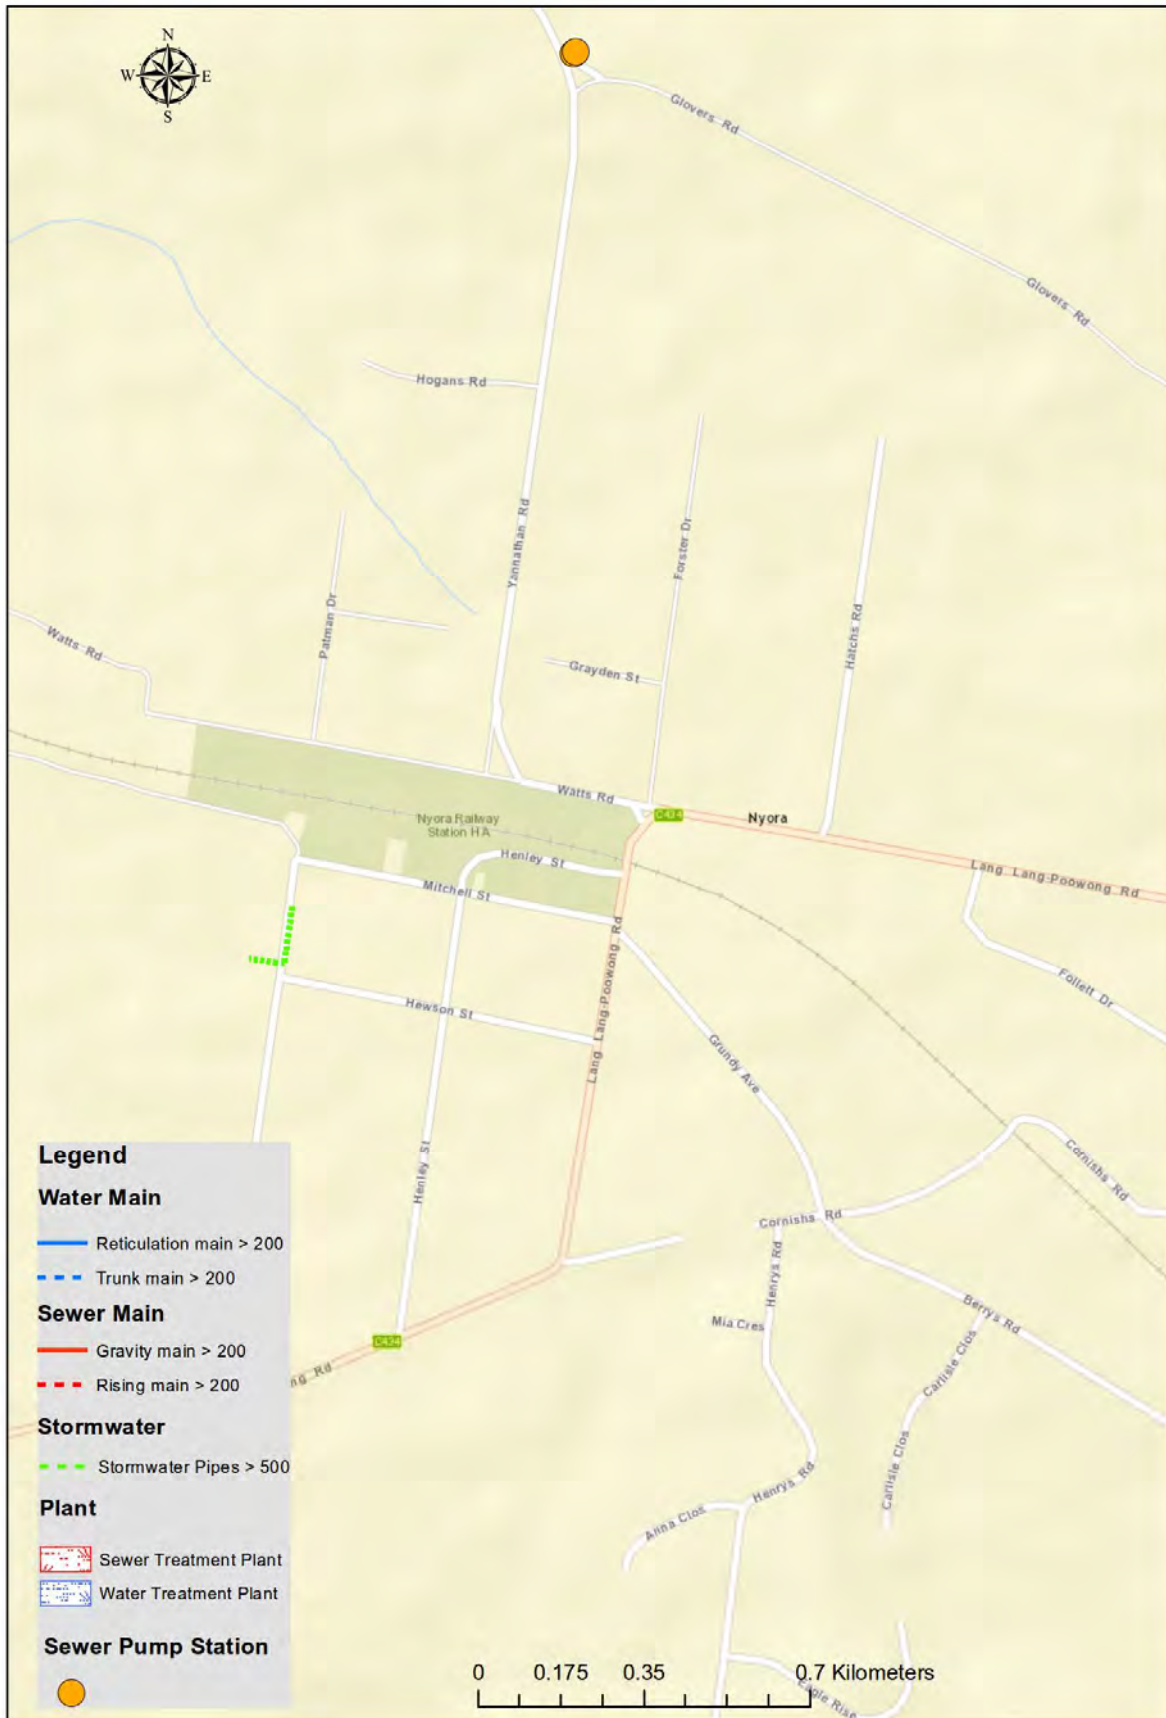 N
W E
S
Glovers Rd
Glovers Rd
Hogans Rd
Yannathan Rd
Forster Dr
Hatchs Rd
Patman Dr
Watts Rd
Grayden St
Watts Rd
C434
Nyora
Nyora Railway
Station H A
Henley St
Lang Lang-Poowong Rd
Mitchell St
Lang Lang-Poowong Rd
Follett Dr
Hewson St
Grundy Ave
Henley St
Cornishs Rd
Cornishs Rd
Henrys Rd
Mia Cres
Berrys Rd
C434
ng Rd
Carlisle Clos
Carlisle Clos
Henrys Rd
Anna Clos
Eagle Rise
Legend
Water Main
Reticulation main > 200
Trunk main > 200
Sewer Main
Gravity main > 200
Rising main > 200
Stormwater
Stormwater Pipes > 500
Plant
Sewer Treatment Plant
Water Treatment Plant
Sewer Pump Station
0 0.175 0.35 0.7 Kilometers